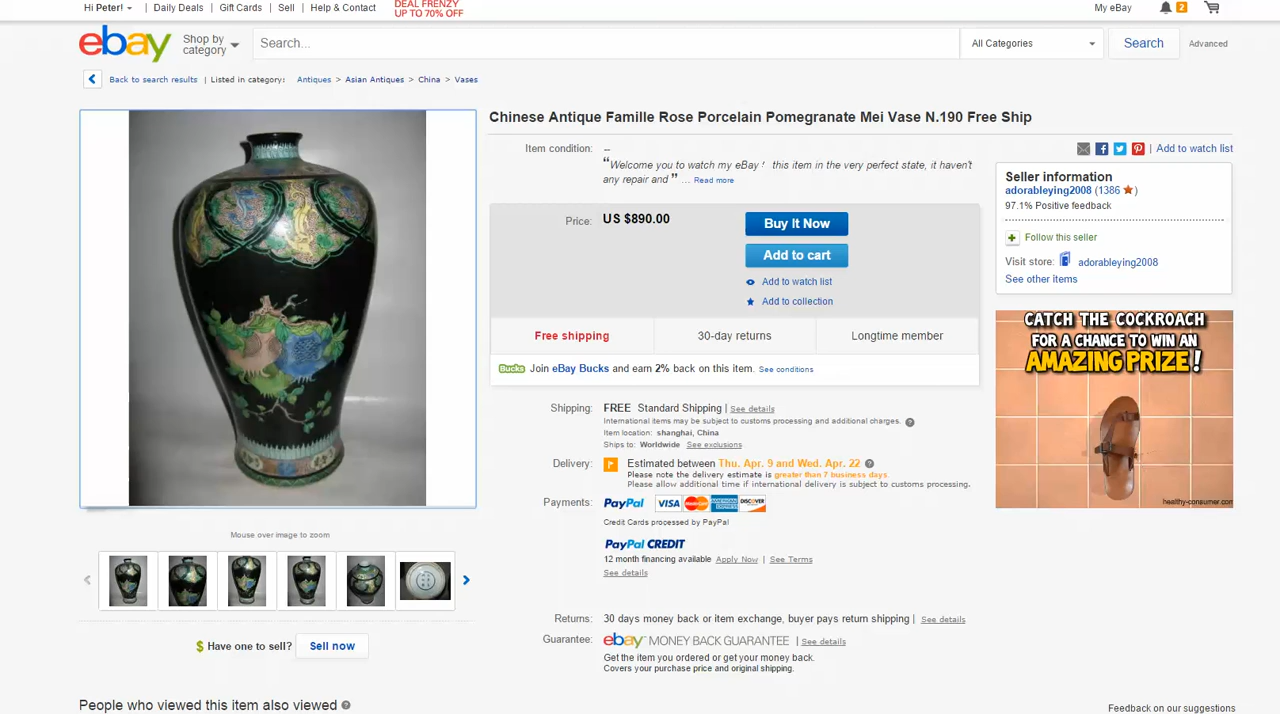 Hi Peter! | Daily Deals | Gift Cards | Sell | Help & Contact
DEAL FRENZY
UP TO 70% OFF
My eBay 2
ebay
Shop by
category
Search...
All Categories
Search
Advanced
Back to search results | Listed in category: Antiques > Asian Antiques > China > Vases
Chinese Antique Famille Rose Porcelain Pomegranate Mei Vase N.190 Free Ship
| Add to watch list
Item condition: --
“Welcome you to watch my eBay! this item in the very perfect state, it haven't
any repair and ” ... Read more
Price: US $890.00
Buy It Now
Add to cart
Add to watch list
Add to collection
Free shipping
30-day returns
Longtime member
Bucks Join eBay Bucks and earn 2% back on this item. See conditions
Shipping: FREE Standard Shipping | See details
International items may be subject to customs processing and additional charges. ?
Item location: shanghai, China
Ships to: Worldwide See exclusions
Delivery: Estimated between Thu. Apr. 9 and Wed. Apr. 22 ?
Please note the delivery estimate is greater than 7 business days.
Please allow additional time if international delivery is subject to customs processing.
Payments: PayPal VISA MasterCard AMERICAN EXPRESS DISCOVER
Credit Cards processed by PayPal
PayPal CREDIT
12 month financing available Apply Now | See Terms
See details
Returns: 30 days money back or item exchange, buyer pays return shipping | See details
Guarantee: ebay MONEY BACK GUARANTEE | See details
Get the item you ordered or get your money back.
Covers your purchase price and original shipping.
Seller information
adorableying2008 (1386 )
97.1% Positive feedback
Follow this seller
Visit store: adorableying2008
See other items
CATCH THE COCKROACH
FOR A CHANCE TO WIN AN
AMAZING PRIZE!
healthy-consumer.com
Mouse over image to zoom
$ Have one to sell? Sell now
People who viewed this item also viewed ?
Feedback on our suggestions